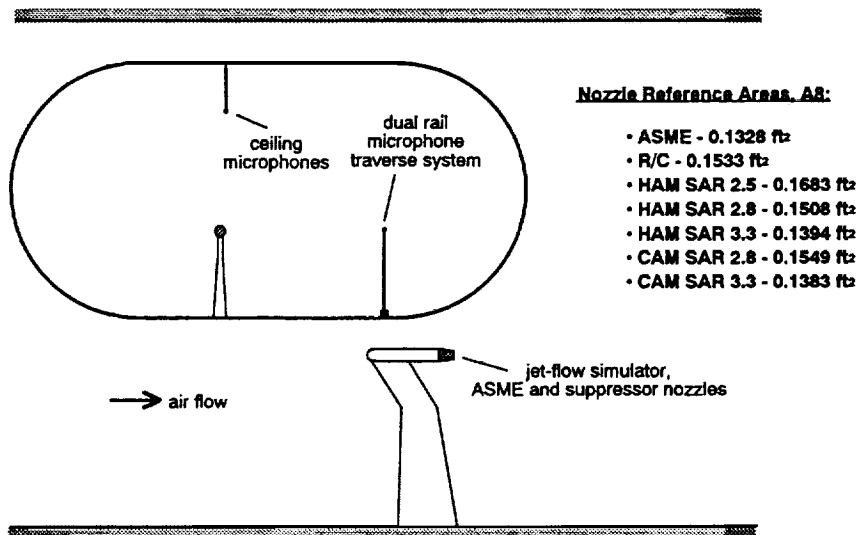 Nozzle Reference Areas, A8:
ceiling
microphones
dual rail
microphone
traverse system
• ASME - 0.1328 ft2
• R/C - 0.1533 ft2
• HAM SAR 2.5 - 0.1683 ft2
• HAM SAR 2.8 - 0.1508 ft2
• HAM SAR 3.3 - 0.1394 ft2
• CAM SAR 2.8 - 0.1549 ft2
• CAM SAR 3.3 - 0.1383 ft2
jet-flow simulator,
ASME and suppressor nozzles
air flow